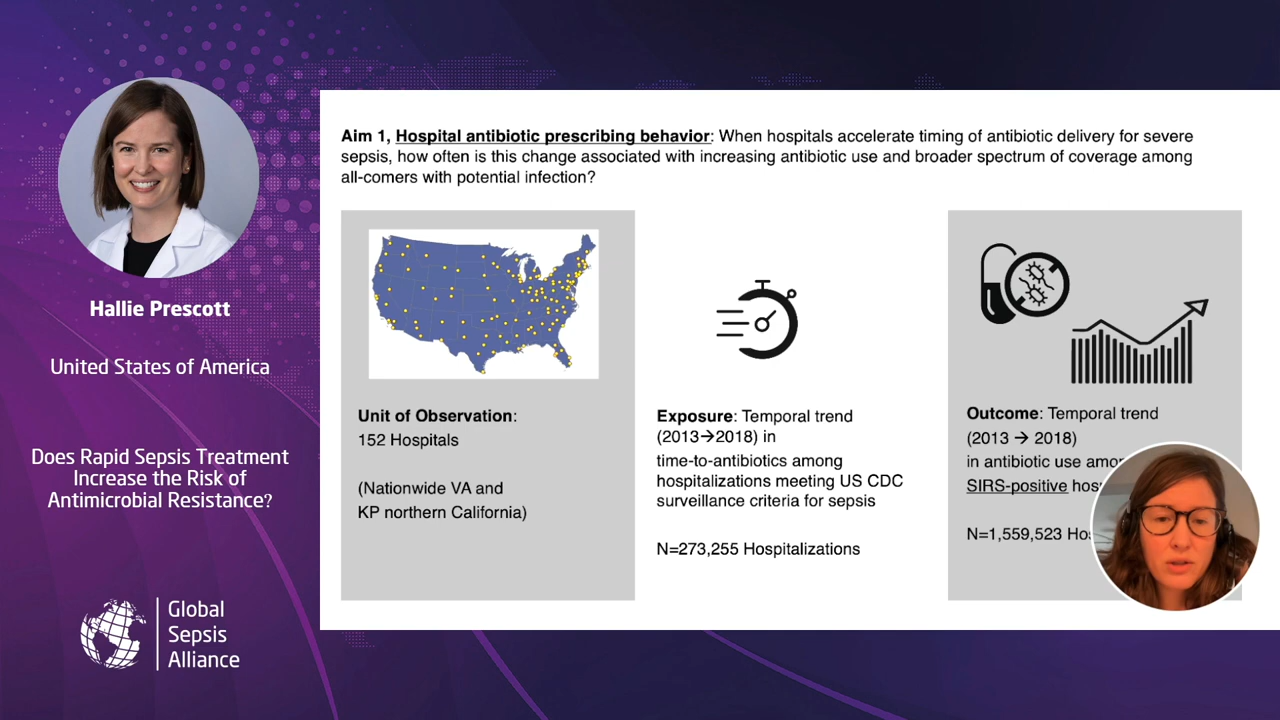 Hallie Prescott
United States of America
Does Rapid Sepsis Treatment
Increase the Risk of
Antimicrobial Resistance?
Global
Sepsis
Alliance
Aim 1, Hospital antibiotic prescribing behavior: When hospitals accelerate timing of antibiotic delivery for severe
sepsis, how often is this change associated with increasing antibiotic use and broader spectrum of coverage among
all-comers with potential infection?
Unit of Observation:
152 Hospitals
(Nationwide VA and
KP northern California)
Exposure: Temporal trend
(2013→2018) in
time-to-antibiotics among
hospitalizations meeting US CDC
surveillance criteria for sepsis
N=273,255 Hospitalizations
Outcome: Temporal trend
(2013 → 2018)
in antibiotic use
SIRS-positive
N=1,559,523